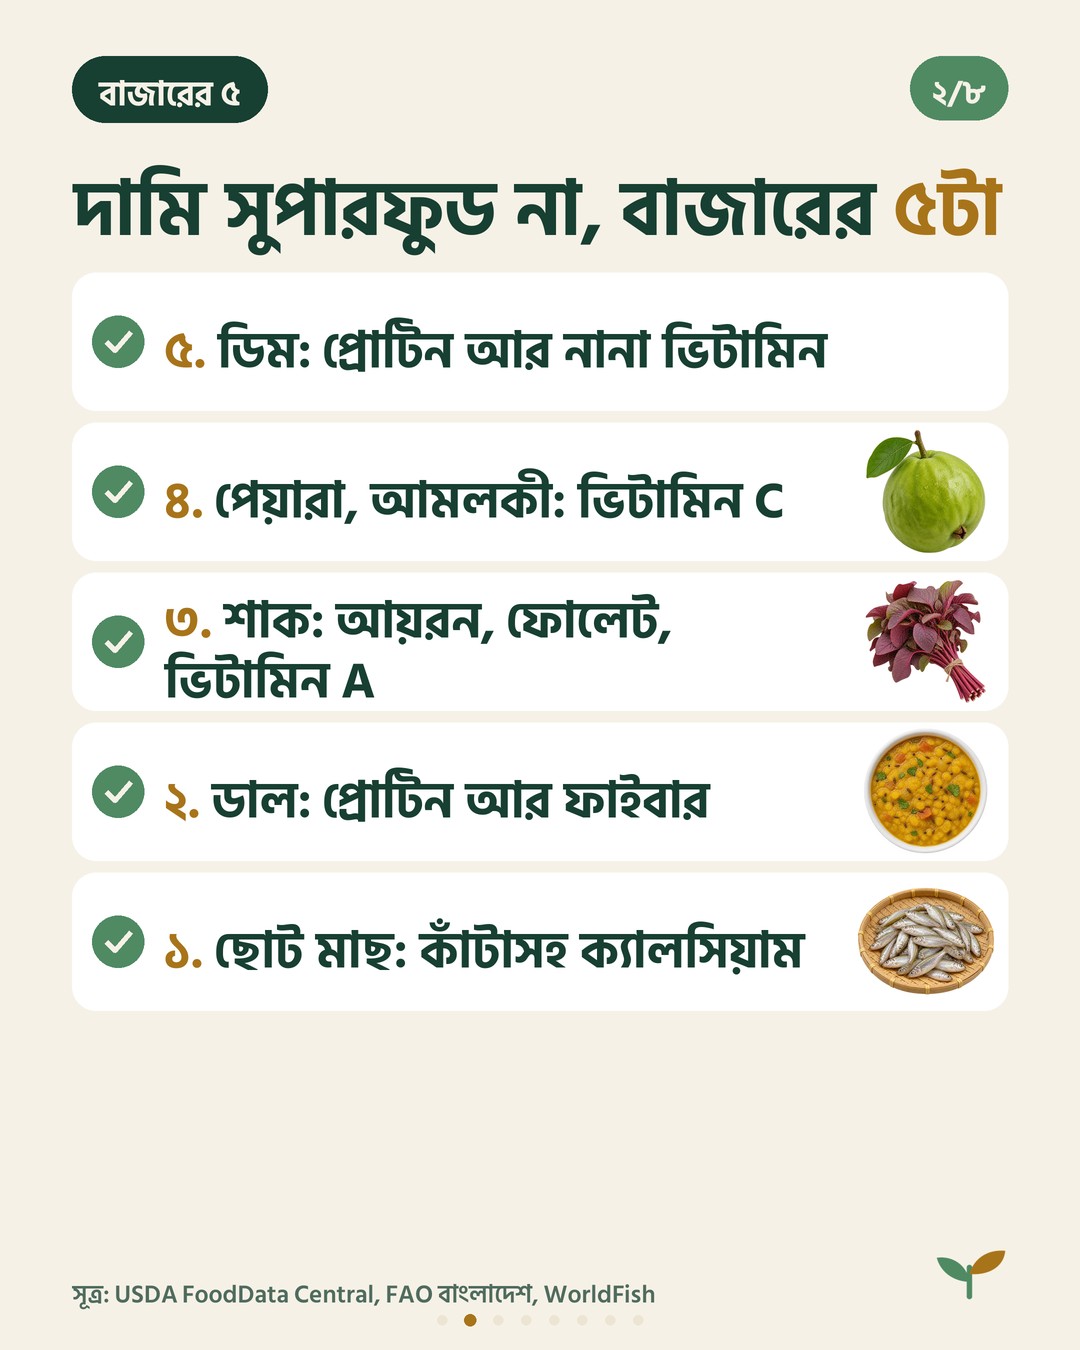 বাজারের ৫
২/৮
দামি সুপারফুড না, বাজারের ৫টা
৫. ডিম: প্রোটিন আর নানা ভিটামিন
৪. পেয়ারা, আমলকী: ভিটামিন C
৩. শাক: আয়রন, ফোলেট,
ভিটামিন A
২. ডাল: প্রোটিন আর ফাইবার
১. ছোট মাছ: কাঁটাসহ ক্যালসিয়াম
সূত্র: USDA FoodData Central, FAO বাংলাদেশ, WorldFish